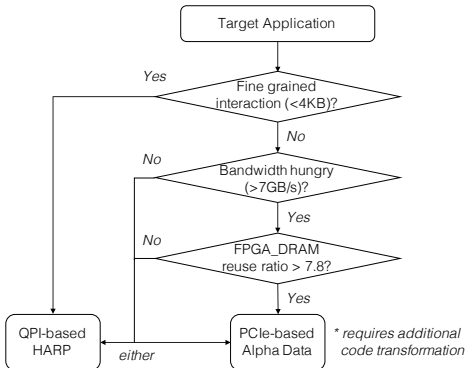 Target Application
Yes
Fine grained
interaction (<4KB)?
No
No
Bandwidth hungry
(>7GB/s)?
Yes
No
FPGA_DRAM
reuse ratio > 7.8?
Yes
QPI-based
HARP
either
PCIe-based
Alpha Data
* requires additional
code transformation